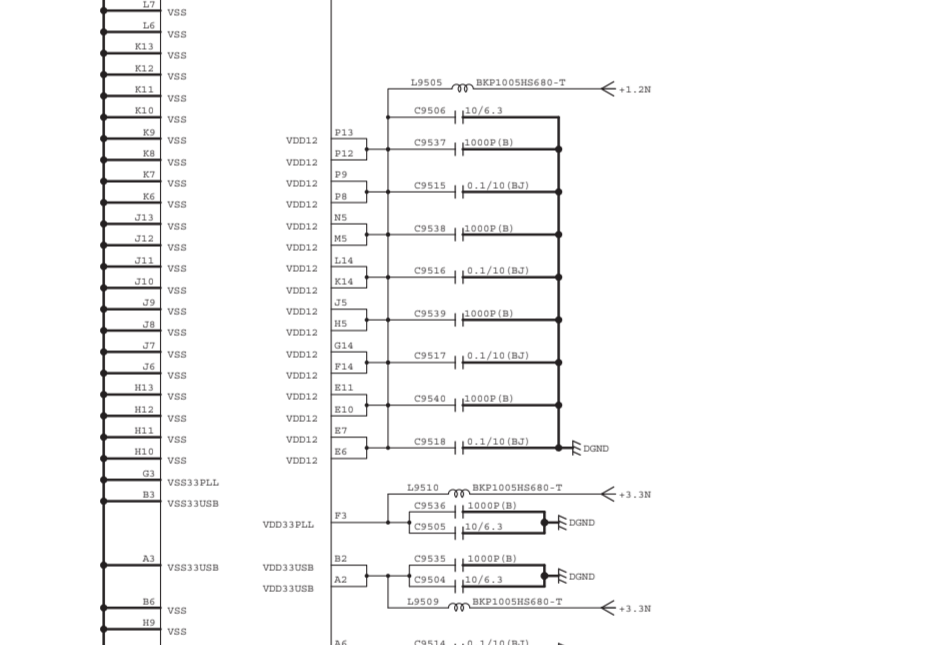 L7 VSS
L6 VSS
K13 VSS
K12 VSS
K11 VSS L9505 BKP1005HS680-T +1.2N
K10 VSS C9506 10/6.3
K9 VSS VDD12 P13 C9537 1000P(B)
K8 VSS VDD12 P12
K7 VSS VDD12 P9 C9515 0.1/10(BJ)
K6 VSS VDD12 P8
J13 VSS VDD12 N5 C9538 1000P(B)
J12 VSS VDD12 M5
J11 VSS VDD12 L14 C9516 0.1/10(BJ)
J10 VSS VDD12 K14
J9 VSS VDD12 J5 C9539 1000P(B)
J8 VSS VDD12 H5
J7 VSS VDD12 G14 C9517 0.1/10(BJ)
J6 VSS VDD12 F14
H13 VSS VDD12 E11 C9540 1000P(B)
H12 VSS VDD12 E10
H11 VSS VDD12 E7 C9518 0.1/10(BJ) DGND
H10 VSS VDD12 E6
G3 VSS33PLL
B3 VSS33USB L9510 BKP1005HS680-T +3.3N
C9536 1000P(B)
VDD33PLL F3 C9505 10/6.3 DGND
A3 VSS33USB VDD33USB B2 C9535 1000P(B)
VDD33USB A2 C9504 10/6.3 DGND
B6 VSS L9509 BKP1005HS680-T +3.3N
H9 VSS
A6 C9514 0.1/10(BJ)